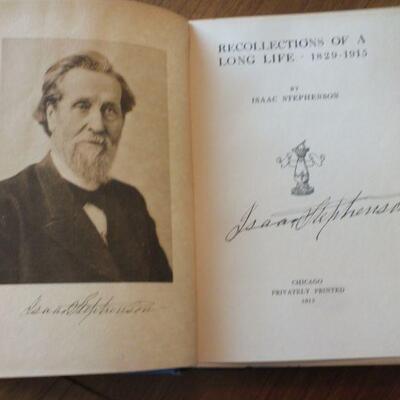 Isaac Stephenson
RECOLLECTIONS OF A
LONG LIFE · 1829-1915
BY
ISAAC STEPHENSON
Isaac Stephenson
CHICAGO
PRIVATELY PRINTED
1915